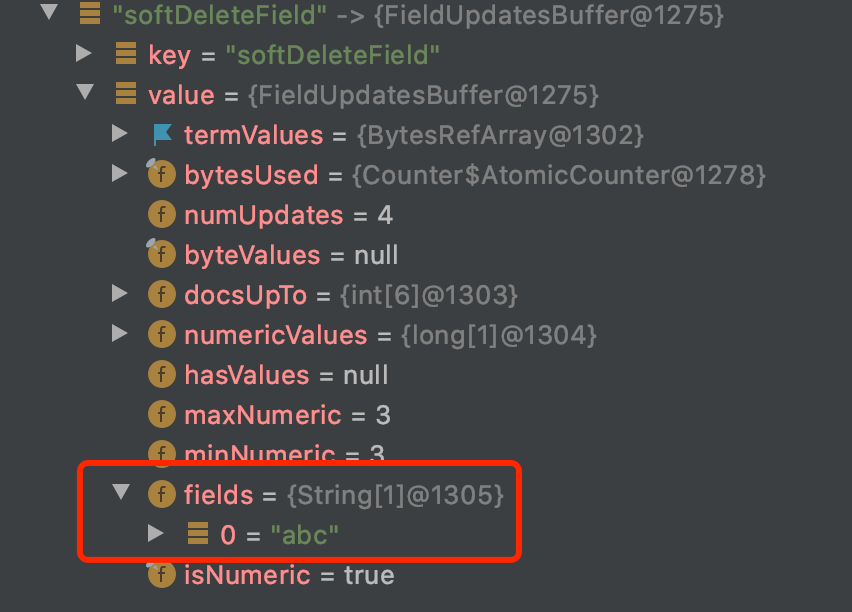 "softDeleteField" -> {FieldUpdatesBuffer@1275}
key = "softDeleteField"
value = {FieldUpdatesBuffer@1275}
termValues = {BytesRefArray@1302}
f bytesUsed = {Counter$AtomicCounter@1278}
f numUpdates = 4
f byteValues = null
f docsUpTo = {int[6]@1303}
f numericValues = {long[1]@1304}
f hasValues = null
f maxNumeric = 3
f minNumeric = 3
f fields = {String[1]@1305}
0 = "abc"
f isNumeric = true